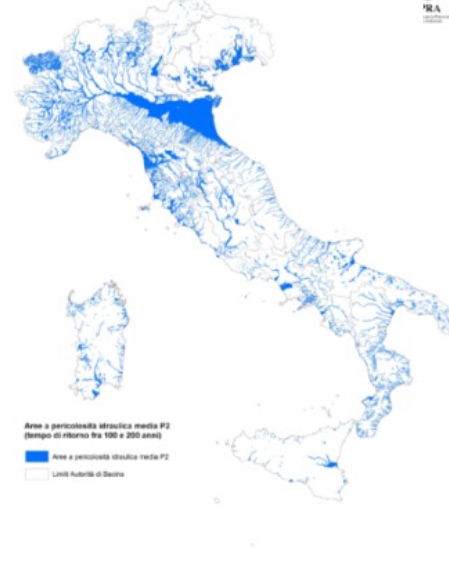 PRA
Aree a pericolosità idraulica media P2
(tempo di ritorno fra 100 e 200 anni)
Aree a pericolosità idraulica media P2
Limiti Autorità di Bacino